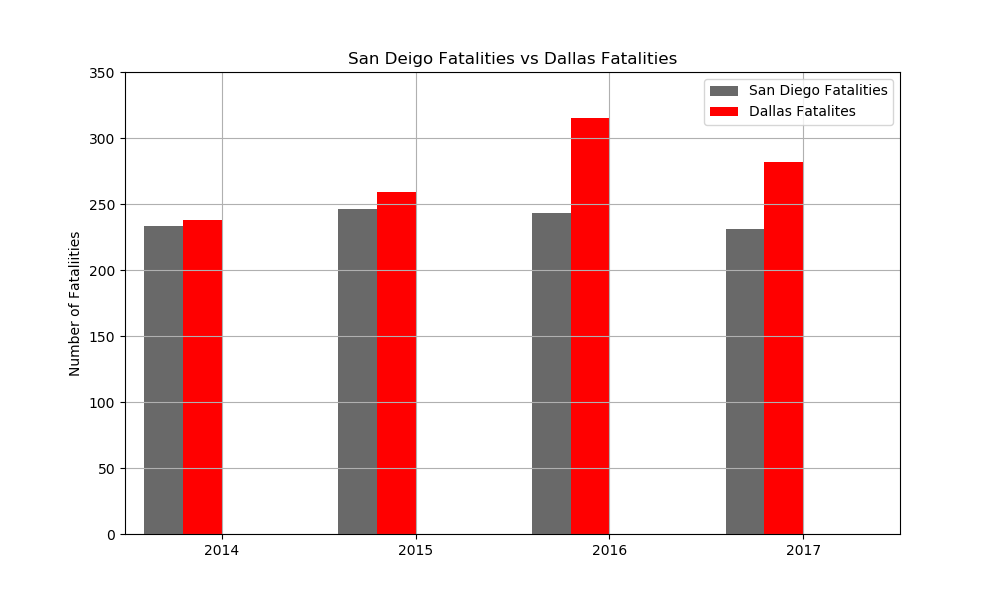 San Deigo Fatalities vs Dallas Fatalities
San Diego Fatalities
Dallas Fatalites
Number of Fataliities
350
300
250
200
150
100
50
0
2014 2015 2016 2017